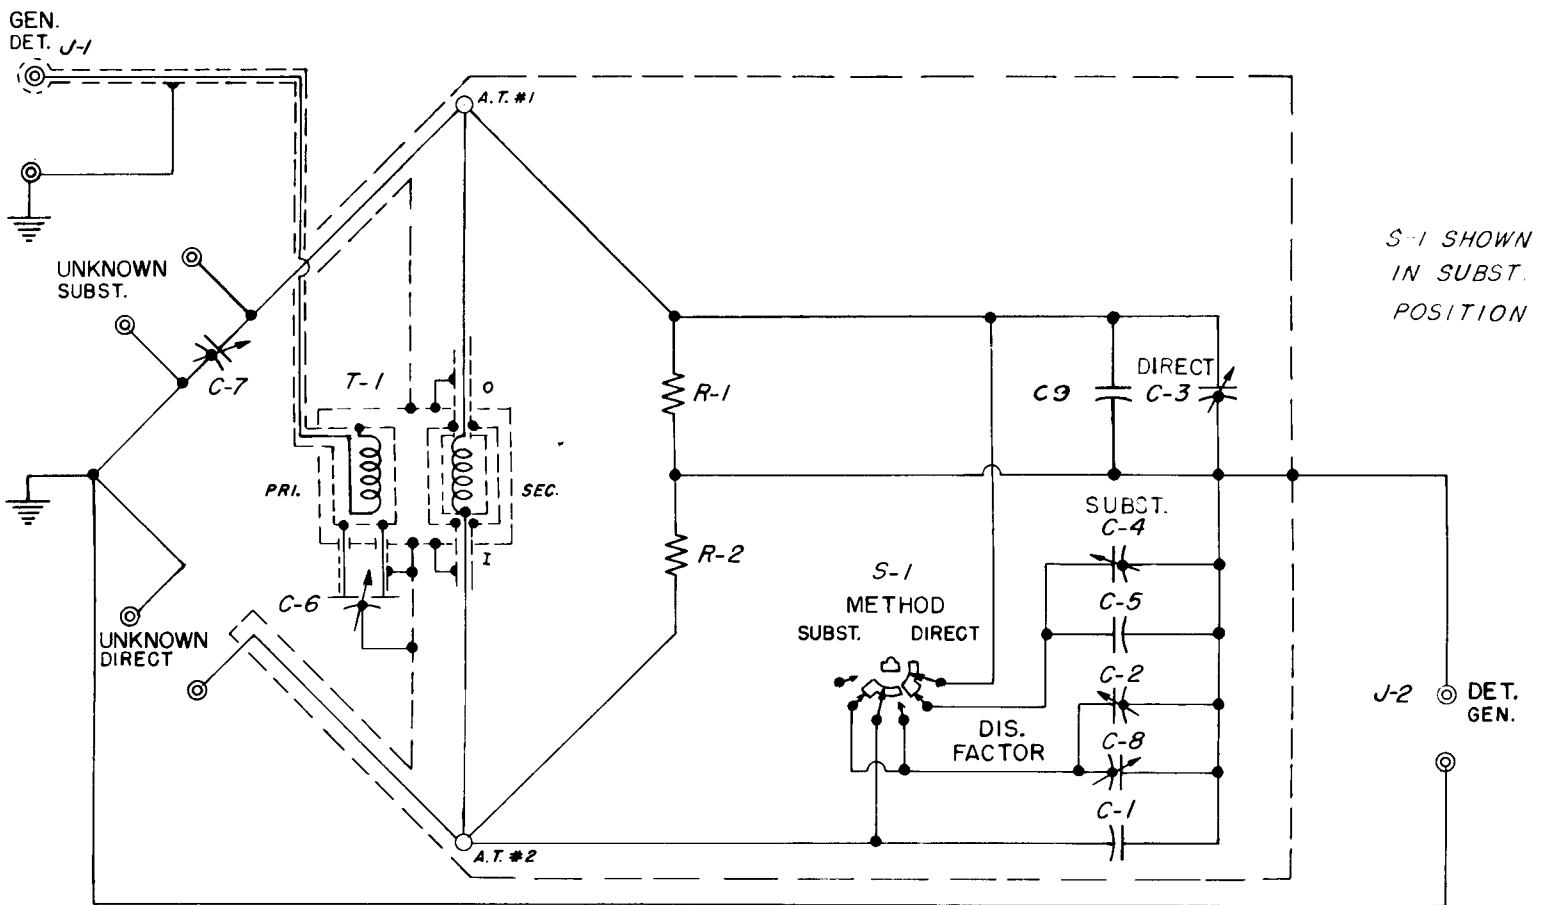 GEN.
DET. J-1
A.T. #1
S-1 SHOWN
IN SUBST.
POSITION
UNKNOWN
SUBST.
C-7
T-1
O
R-1
C9
DIRECT
C-3
PRI.
SEC.
SUBST.
C-4
I
R-2
C-6
S-1
METHOD
SUBST. DIRECT
C-5
UNKNOWN
DIRECT
C-2
J-2
DET.
GEN.
DIS.
FACTOR
C-8
C-1
A.T. #2